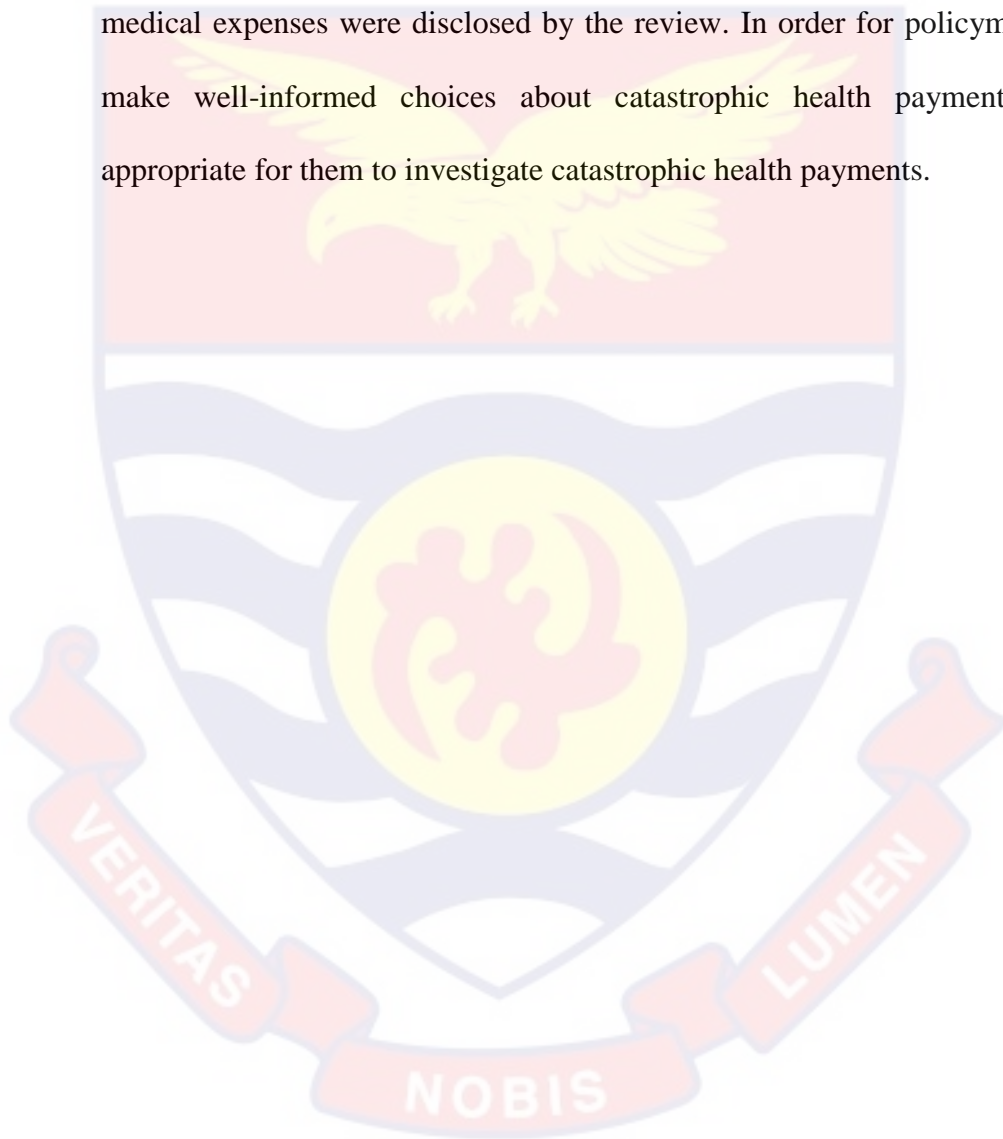 medical expenses were disclosed by the review. In order for
make well-informed choices about catastrophic health payment
appropriate for them to investigate catastrophic health payments.
VERITAS
NOBIS
LUMEN